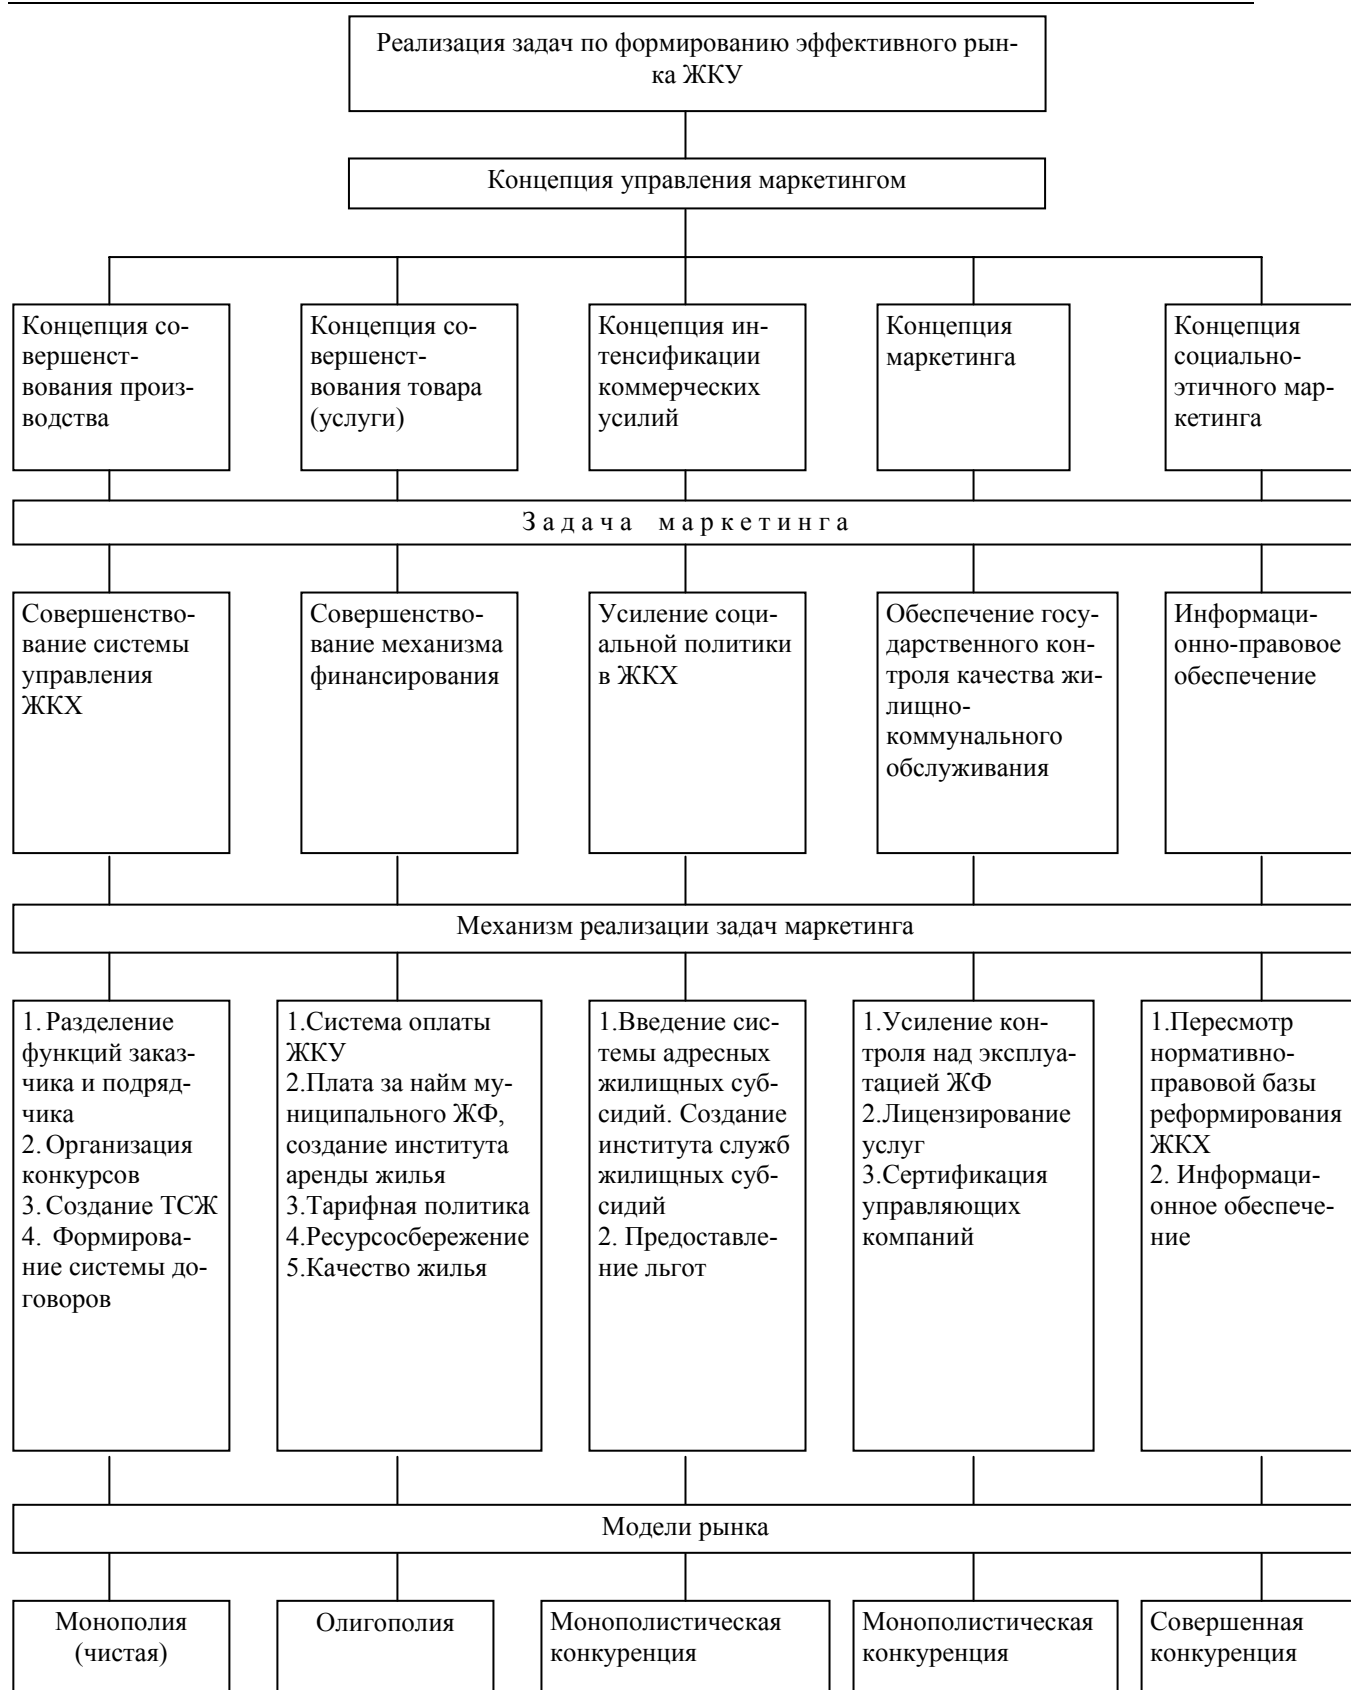 Реализация задач по формированию эффективного рын-
ка ЖКУ
Концепция управления маркетингом
Концепция со-
вершенст-
вования произ-
водства
Концепция со-
вершенст-
вования товара
(услуги)
Концепция ин-
тенсификации
коммерческих
усилий
Концепция
маркетинга
Концепция
социально-
этичного мар-
кетинга
З а д а ч а   м а р к е т и н г а
Совершенство-
вание системы
управления
ЖКХ
Совершенство-
вание механизма
финансирования
Усиление соци-
альной политики
в ЖКХ
Обеспечение госу-
дарственного кон-
троля качества жи-
лищно-
коммунального
обслуживания
Информаци-
онно-правовое
обеспечение
Механизм реализации задач маркетинга
1. Разделение
функций заказ-
чика и подряд-
чика
2. Организация
конкурсов
3. Создание ТСЖ
4. Формирова-
ние системы до-
говоров
1.Система оплаты
ЖКУ
2.Плата за найм му-
ниципального ЖФ,
создание института
аренды жилья
3.Тарифная политика
4.Ресурсосбережение
5.Качество жилья
1.Введение сис-
темы адресных
жилищных суб-
сидий. Создание
института служб
жилищных суб-
сидий
2. Предоставле-
ние льгот
1.Усиление кон-
троля над эксплуа-
тацией ЖФ
2.Лицензирование
услуг
3.Сертификация
управляющих
компаний
1.Пересмотр
нормативно-
правовой базы
реформирования
ЖКХ
2. Информаци-
онное обеспече-
ние
Модели рынка
Монополия
(чистая)
Олигополия
Монополистическая
конкуренция
Монополистическая
конкуренция
Совершенная
конкуренция